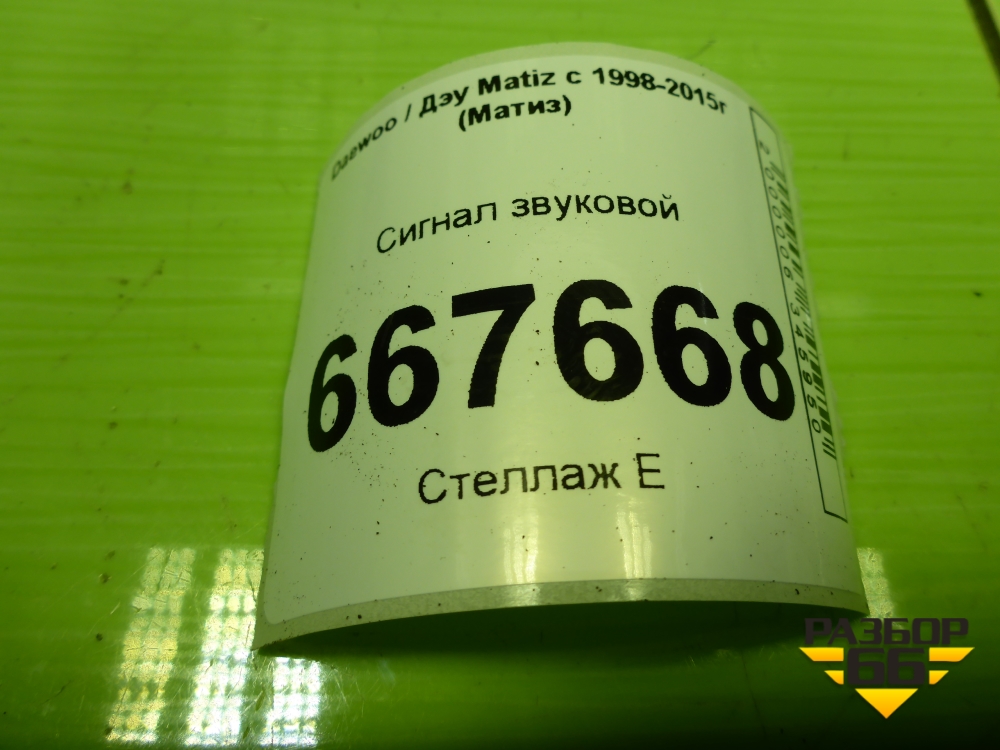 Daewoo / Дэу Matiz с 1998-2015г
(Матиз)
Сигнал звуковой
667668
Стеллаж Е
РАЗБОР
66